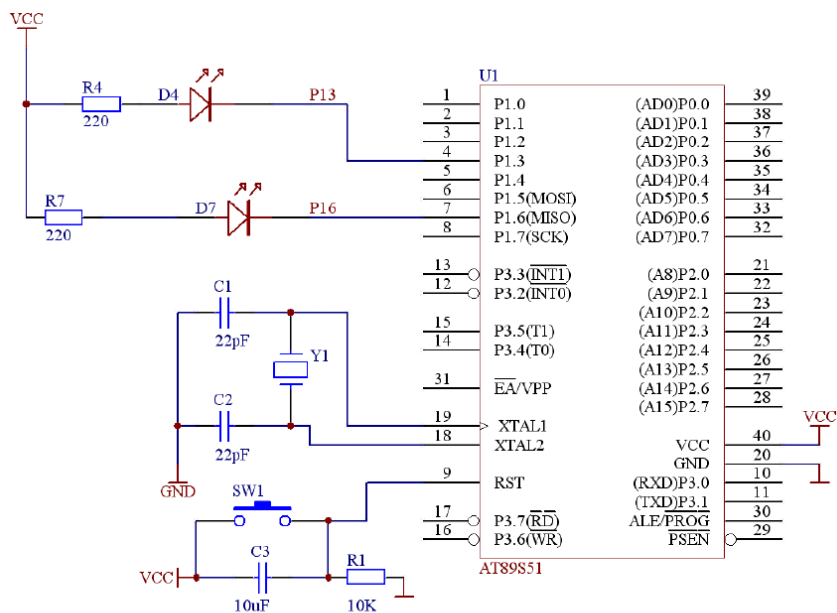 VCC
R4
220
D4
P13
R7
220
D7
P16
C1
22pF
Y1
C2
22pF
GND
SW1
VCC
C3
10uF
R1
10K
U1
1 P1.0 (AD0)P0.0 39
2 P1.1 (AD1)P0.1 38
3 P1.2 (AD2)P0.2 37
4 P1.3 (AD3)P0.3 36
5 P1.4 (AD4)P0.4 35
6 P1.5(MOSI) (AD5)P0.5 34
7 P1.6(MISO) (AD6)P0.6 33
8 P1.7(SCK) (AD7)P0.7 32
13 P3.3(INT1) (A8)P2.0 21
12 P3.2(INT0) (A9)P2.1 22
(A10)P2.2 23
15 P3.5(T1) (A11)P2.3 24
14 P3.4(T0) (A12)P2.4 25
(A13)P2.5 26
31 EA/VPP (A14)P2.6 27
(A15)P2.7 28
19 XTAL1
18 XTAL2 VCC 40
VCC
GND 20
9 RST (RXD)P3.0 10
(TXD)P3.1 11
17 P3.7(RD) ALE/PROG 30
16 P3.6(WR) PSEN 29
AT89S51